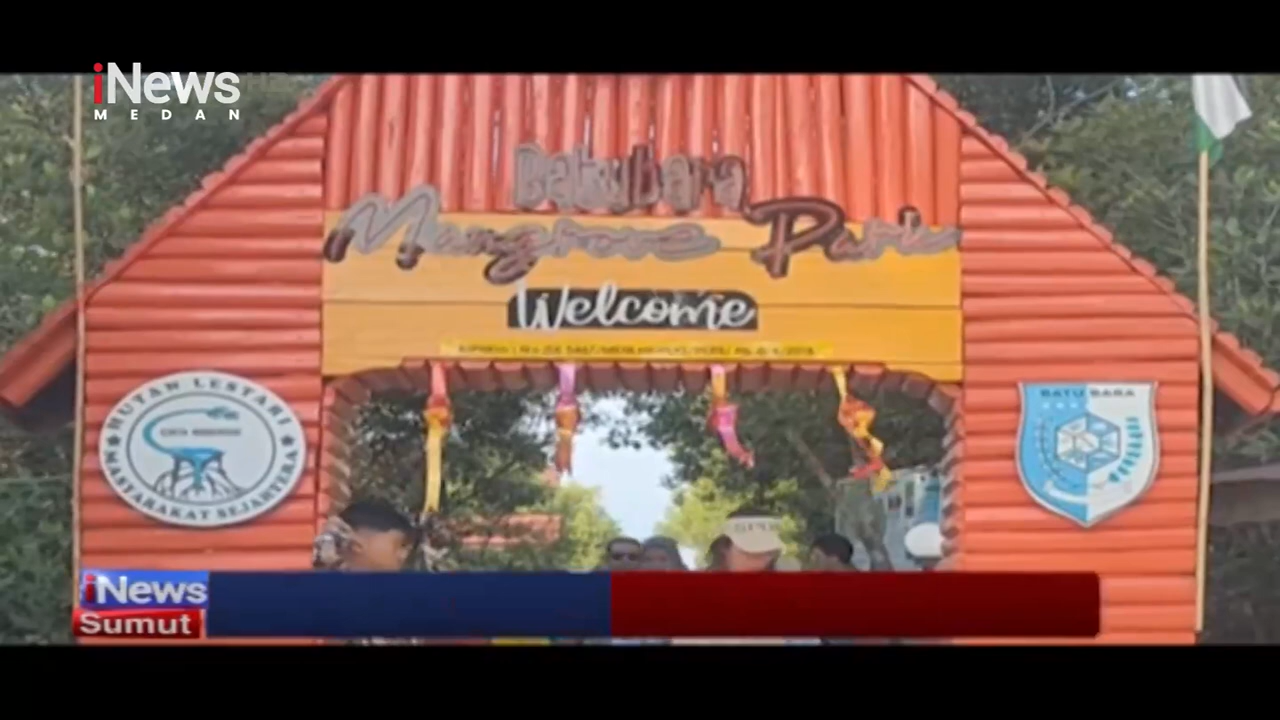 iNews
MEDAN
Batubara
Mangrove Park
Welcome
HUTAN LESTARI
MASYARAKAT SEJAHTERA
BATU BARA
iNews
Sumut